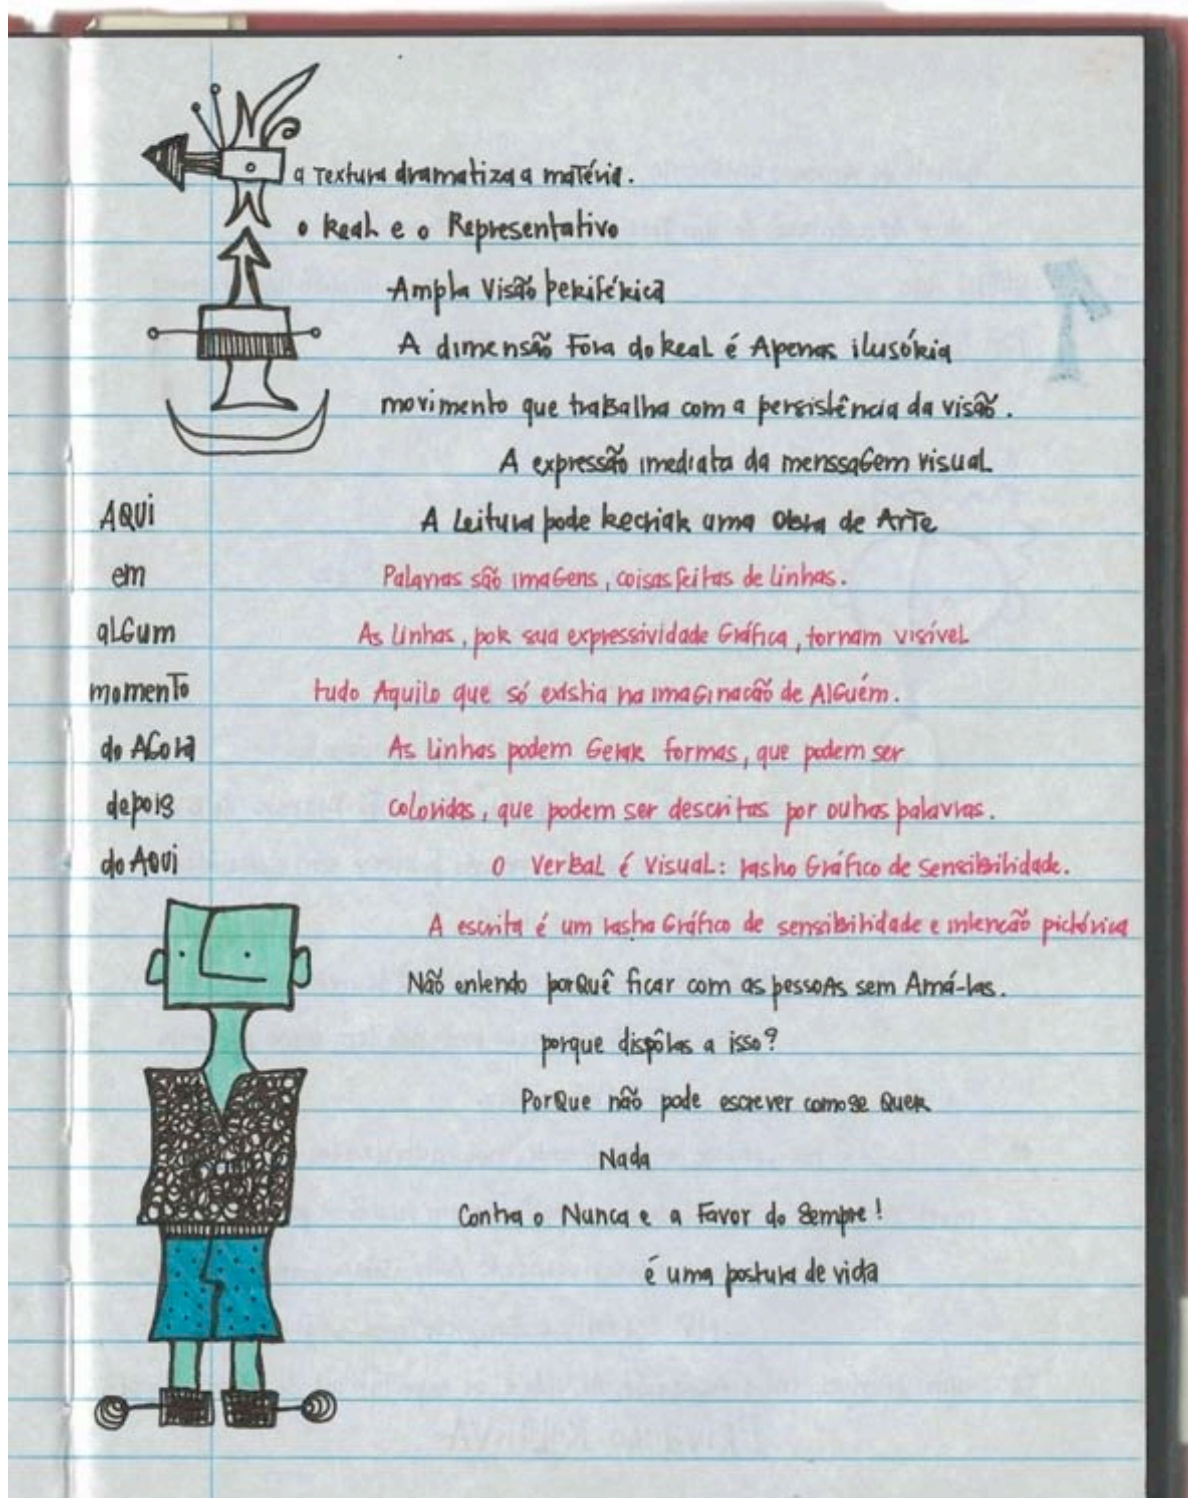 a Textura dramatiza a matéria.
o Real e o Representativo
Ampla Visão periférica
A dimensão Fora do Real é Apenas ilusória
movimento que trabalha com a persistência da visão.
A expressão imediata da menssaGem visual
AQUi
A Leitura pode Recriar uma Obra de Arte
em
Palavras são imaGens, coisas feitas de Linhas.
aLGum
As Linhas, por sua expressividade Gráfica, tornam visível
momenTo
tudo Aquilo que só existia na imaGinacão de AlGuém.
do AGora
As Linhas podem Gerar formas, que podem ser
depois
coloridas, que podem ser descritas por outras palavras.
do AQUi
O VerBaL é VisuaL: rastro Gráfico de SensiBilidade.
A escrita é um rastro Gráfico de sensiBilidade e intencão pictórica
Não entendo porQuê ficar com as pessoAs sem Amá-las.
porque dispôlas a isso?
PorQue não pode escrever como se Quer
Nada
Contra o Nunca e a Favor do Sempre!
é uma postura de vida